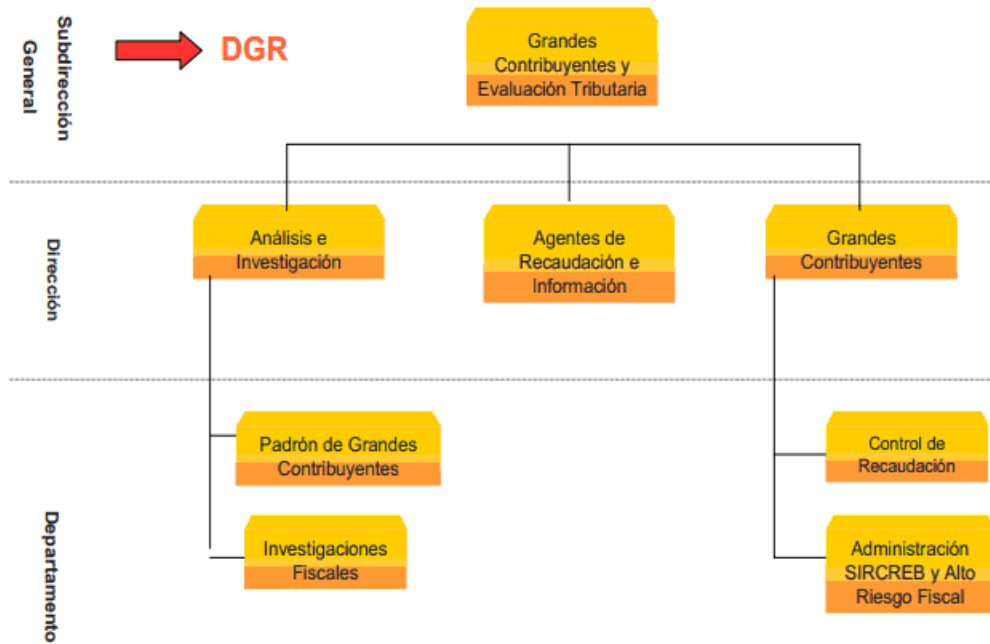 Subdirección
General
DGR
Grandes
Contribuyentes y
Evaluación Tributaria
Dirección
Análisis e
Investigación
Agentes de
Recaudación e
Información
Grandes
Contribuyentes
Departamento
Padrón de Grandes
Contribuyentes
Control de
Recaudación
Investigaciones
Fiscales
Administración
SIRCREB y Alto
Riesgo Fiscal